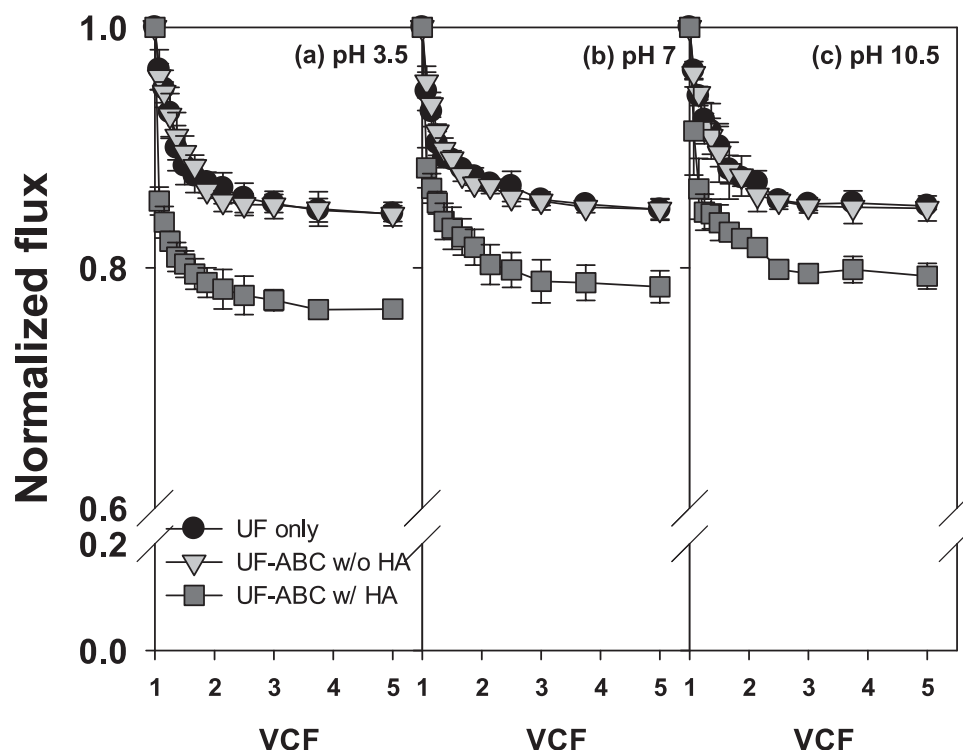 Normalized flux
1.0
0.8
0.6
0.2
0.0
(a) pH 3.5
(b) pH 7
(c) pH 10.5
UF only
UF-ABC w/o HA
UF-ABC w/ HA
1 2 3 4 5 1 2 3 4 5 1 2 3 4 5
VCF VCF VCF